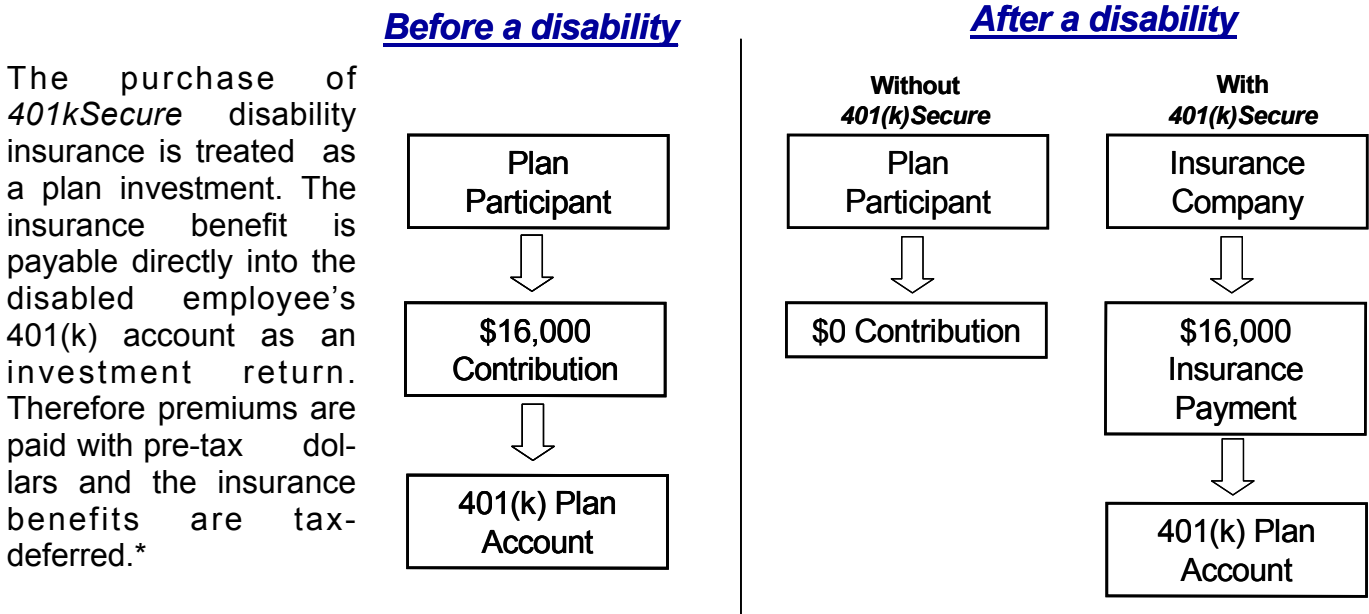 Before a disability
After a disability
The purchase of
401kSecure disability
insurance is treated as
a plan investment. The
insurance benefit is
payable directly into the
disabled employee’s
401(k) account as an
investment return.
Therefore premiums are
paid with pre-tax dol-
lars and the insurance
benefits are tax-
deferred.*
Plan
Participant
$16,000
Contribution
401(k) Plan
Account
Without
401(k)Secure
Plan
Participant
$0 Contribution
With
401(k)Secure
Insurance
Company
$16,000
Insurance
Payment
401(k) Plan
Account